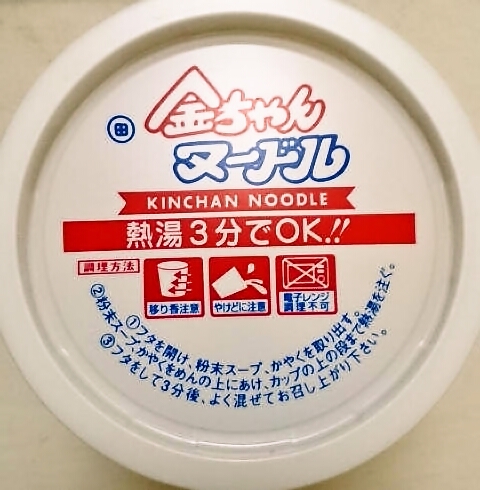 金ちゃん
ヌードル
KINCHAN NOODLE
熱湯3分でOK!!
調理方法
移り香注意
やけどに注意
電子レンジ
調理不可
①フタを開け、粉末スープ、かやくを取り出す。
②粉末スープ、かやくをめんの上にあけ、カップの上の段まで熱湯を注ぐ。
③フタをして3分後、よく混ぜてお召し上がり下さい。